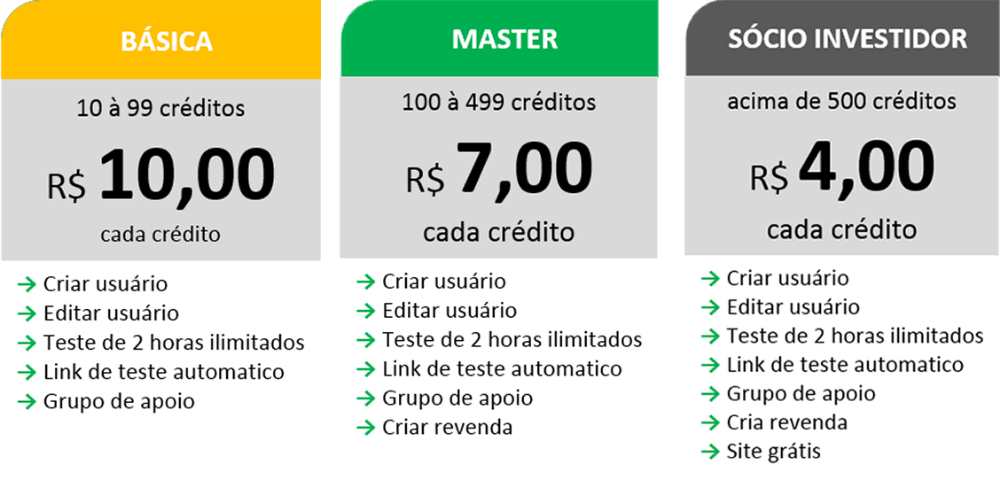 BÁSICA
10 à 99 créditos
R$ 10,00
cada crédito
→ Criar usuário
→ Editar usuário
→ Teste de 2 horas ilimitados
→ Link de teste automatico
→ Grupo de apoio
MASTER
100 à 499 créditos
R$ 7,00
cada crédito
→ Criar usuário
→ Editar usuário
→ Teste de 2 horas ilimitados
→ Link de teste automatico
→ Grupo de apoio
→ Criar revenda
SÓCIO INVESTIDOR
acima de 500 créditos
R$ 4,00
cada crédito
→ Criar usuário
→ Editar usuário
→ Teste de 2 horas ilimitados
→ Link de teste automatico
→ Grupo de apoio
→ Cria revenda
→ Site grátis